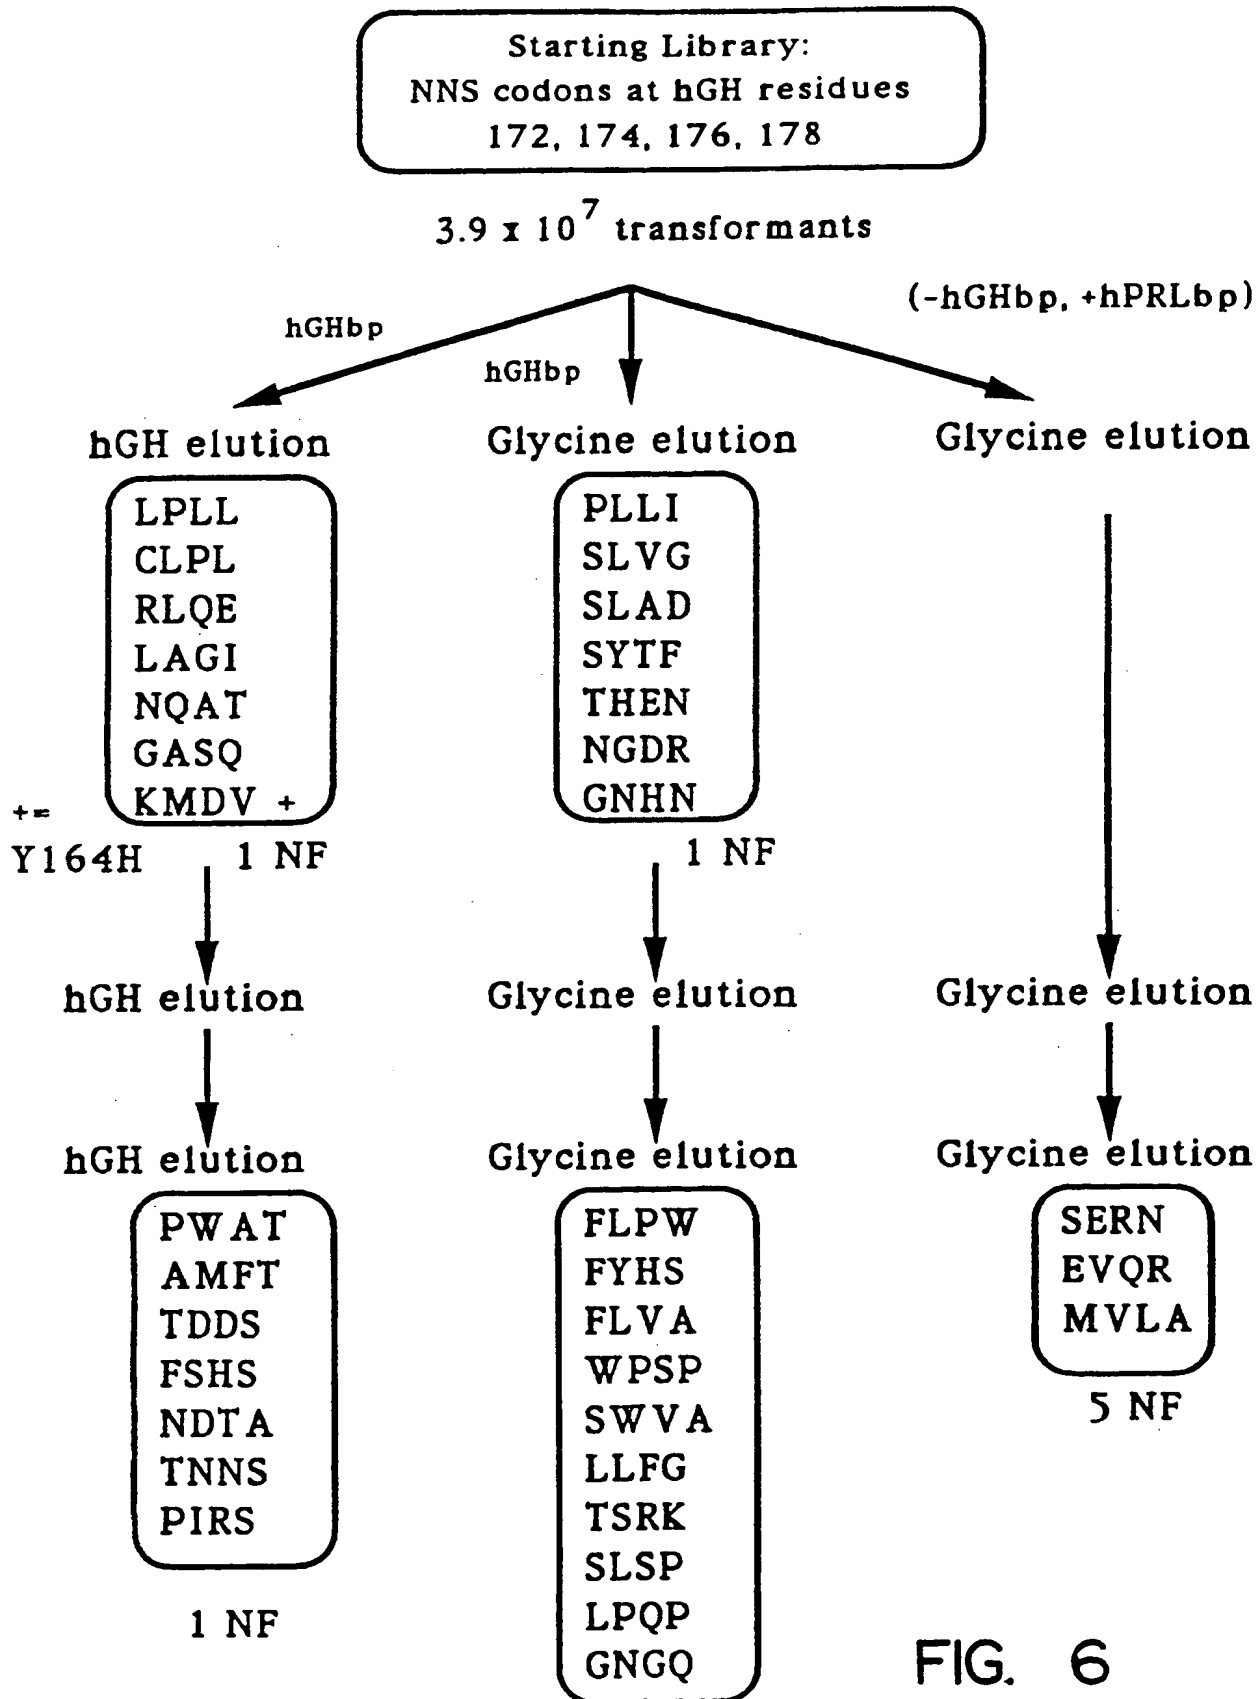 Starting Library:
NNS codons at hGH residues
172, 174, 176, 178
3.9 x 10^7 transformants
(-hGHbp, +hPRLbp)
hGHbp
hGHbp
hGH elution
LPLL
CLPL
RLQE
LAGI
NQAT
GASQ
KMDV +
+=
Y164H
1 NF
Glycine elution
PLLI
SLVG
SLAD
SYTF
THEN
NGDR
GNHN
1 NF
Glycine elution
hGH elution
Glycine elution
Glycine elution
hGH elution
PWAT
AMFT
TDDS
FSHS
NDTA
TNNS
PIRS
1 NF
Glycine elution
FLPW
FYHS
FLVA
WPSP
SWVA
LLFG
TSRK
SLSP
LPQP
GNGQ
Glycine elution
SERN
EVQR
MVLA
5 NF
FIG. 6